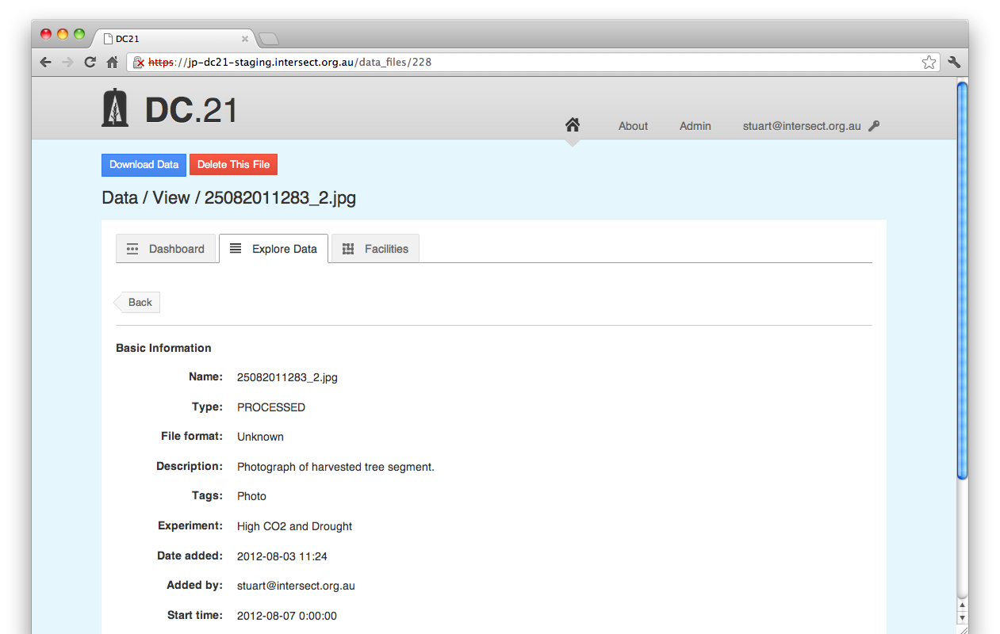 DC21
https://jp-dc21-staging.intersect.org.au/data_files/228
DC.21
About Admin stuart@intersect.org.au
Download Data Delete This File
Data / View / 25082011283_2.jpg
Dashboard Explore Data Facilities
Back
Basic Information
Name: 25082011283_2.jpg
Type: PROCESSED
File format: Unknown
Description: Photograph of harvested tree segment.
Tags: Photo
Experiment: High CO2 and Drought
Date added: 2012-08-03 11:24
Added by: stuart@intersect.org.au
Start time: 2012-08-07 0:00:00